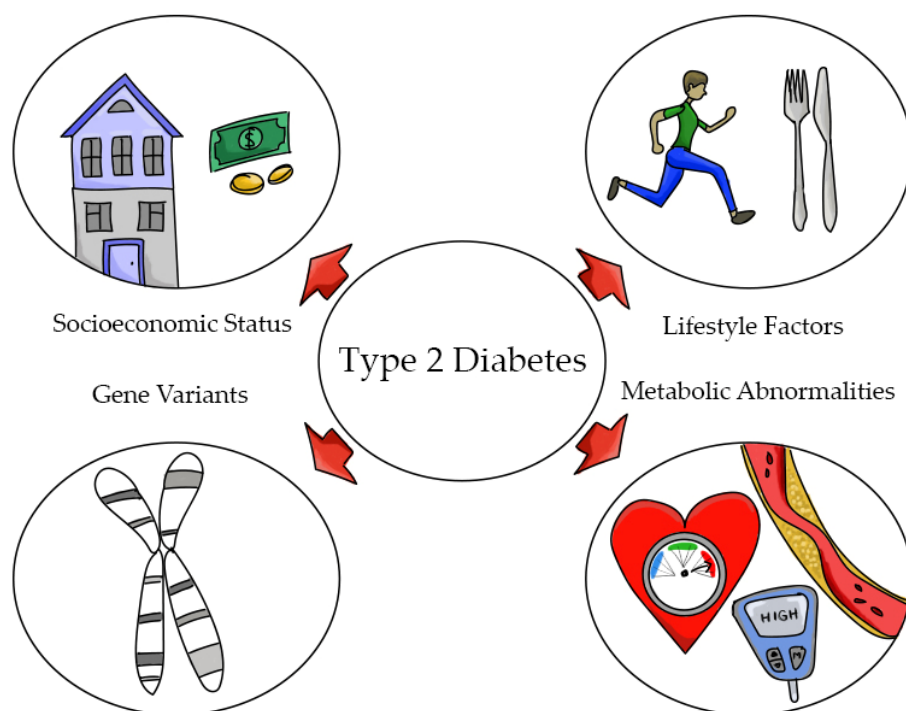 $
Socioeconomic Status
Lifestyle Factors
Type 2 Diabetes
Gene Variants
Metabolic Abnormalities
HIGH
M